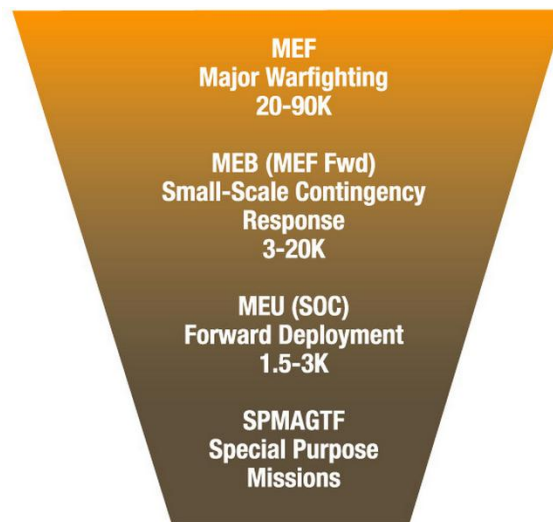 MEF
Major Warfighting
20-90K
MEB (MEF Fwd)
Small-Scale Contingency
Response
3-20K
MEU (SOC)
Forward Deployment
1.5-3K
SPMAGTF
Special Purpose
Missions